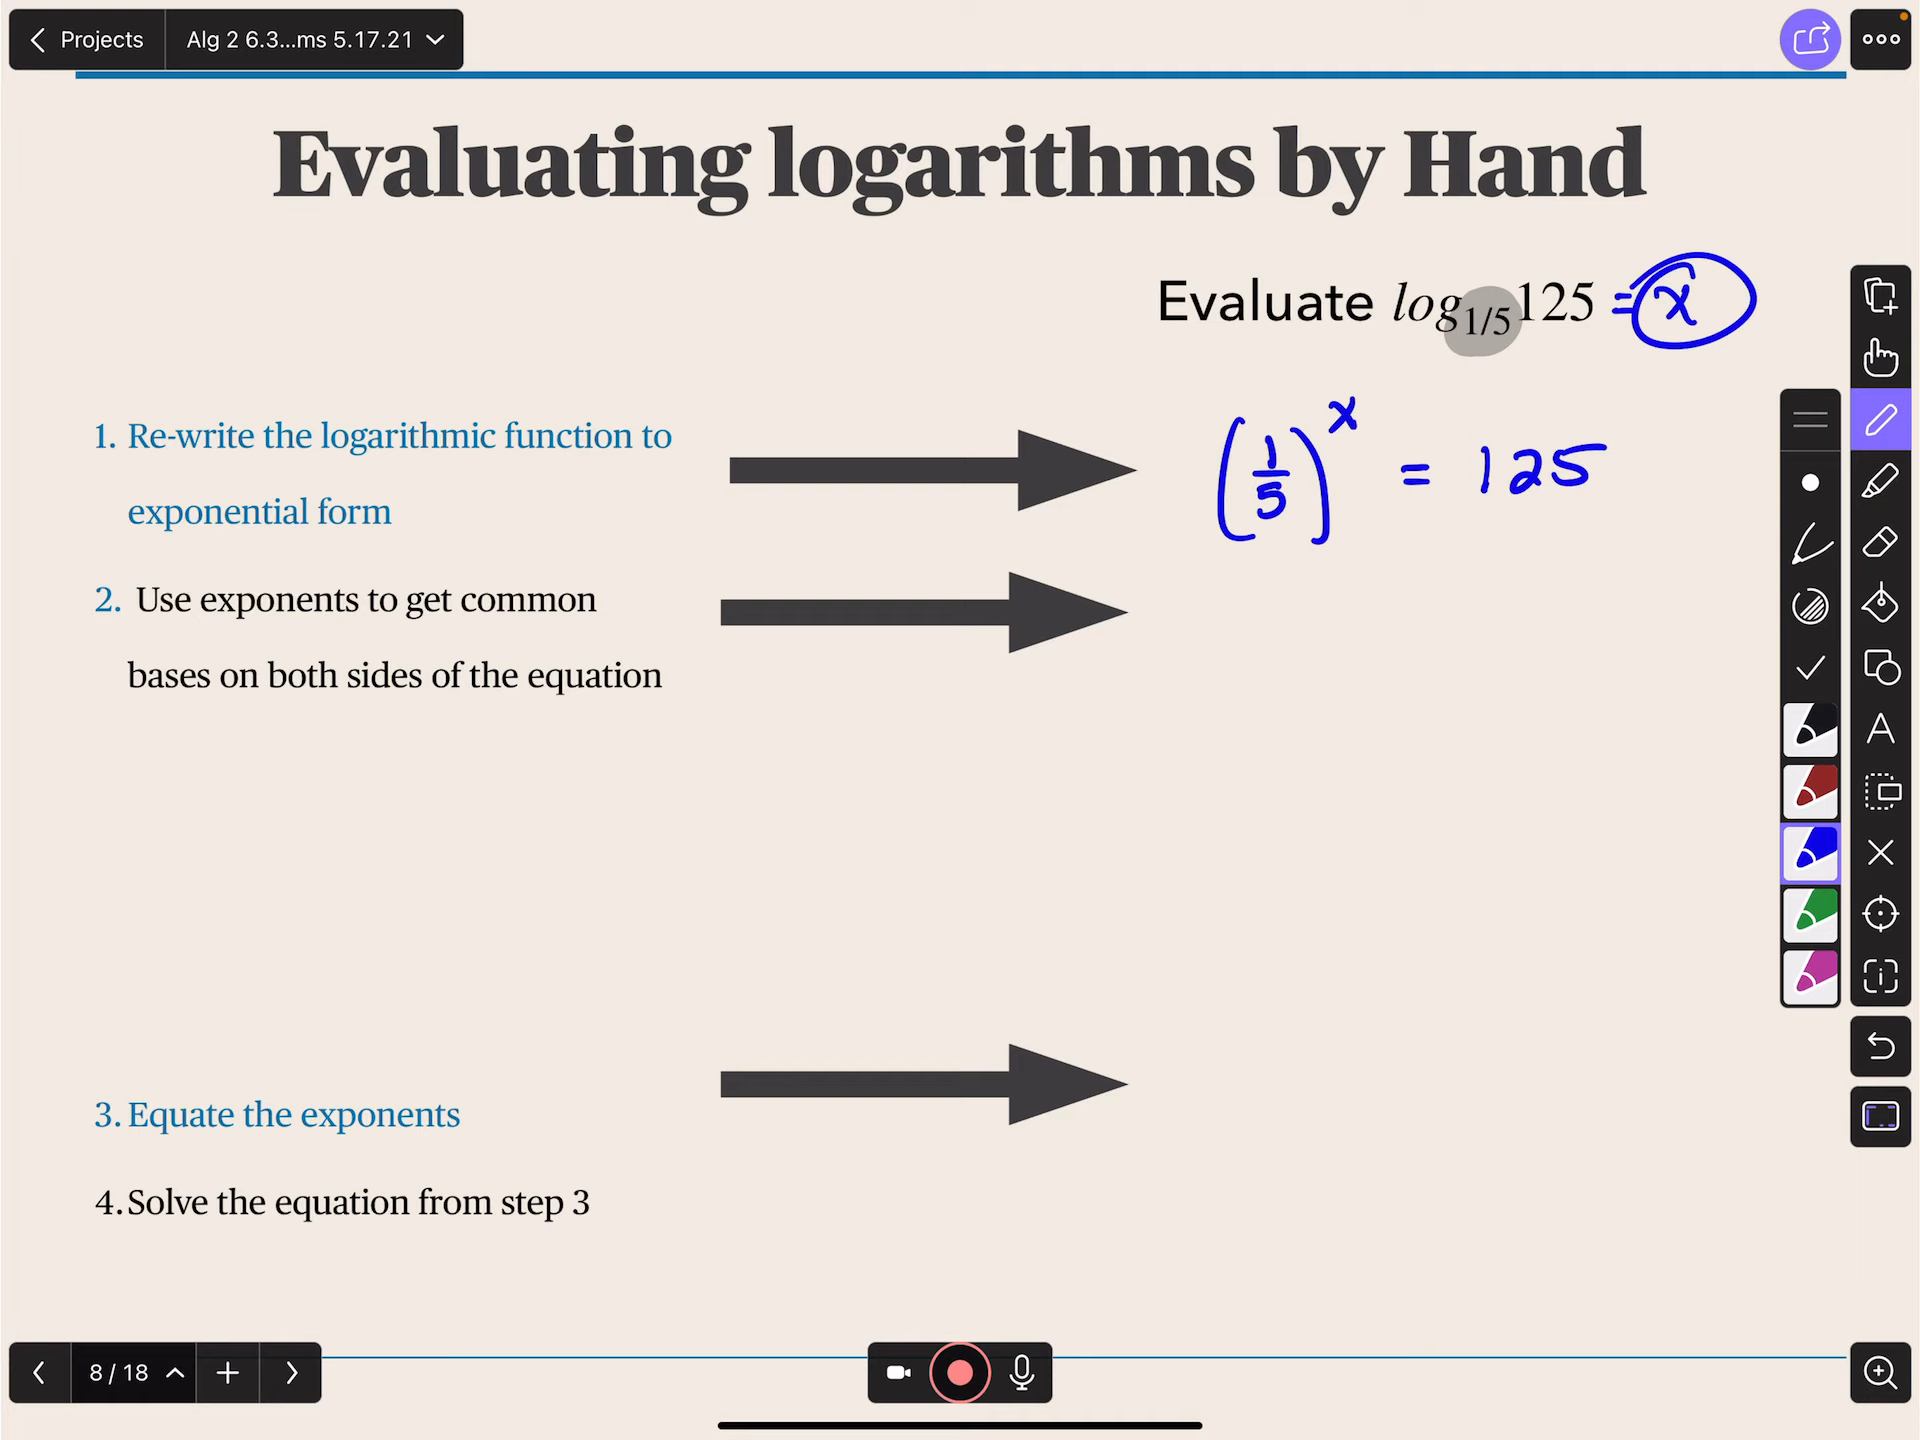 Projects Alg 2 6.3...ms 5.17.21
Evaluating logarithms by Hand
Evaluate log_{1/5}125 = x
1. Re-write the logarithmic function to
exponential form
(1/5)^x = 125
2. Use exponents to get common
bases on both sides of the equation
3. Equate the exponents
4. Solve the equation from step 3
8 / 18